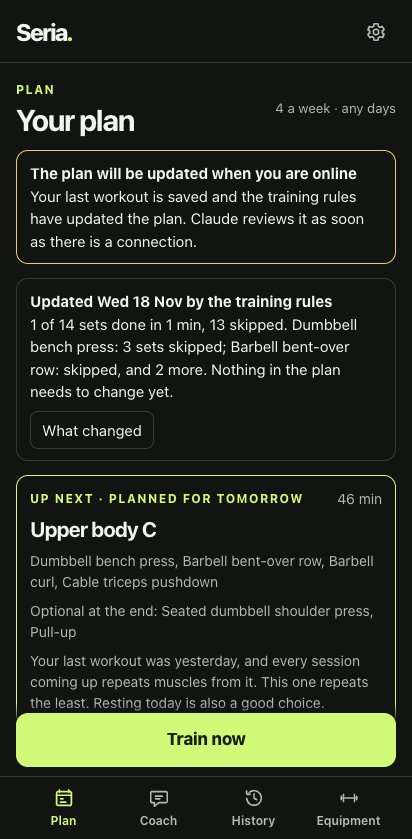 Seria.
PLAN
Your plan
4 a week · any days
The plan will be updated when you are online
Your last workout is saved and the training rules
have updated the plan. Claude reviews it as soon
as there is a connection.
Updated Wed 18 Nov by the training rules
1 of 14 sets done in 1 min, 13 skipped. Dumbbell
bench press: 3 sets skipped; Barbell bent-over
row: skipped, and 2 more. Nothing in the plan
needs to change yet.
What changed
UP NEXT · PLANNED FOR TOMORROW
46 min
Upper body C
Dumbbell bench press, Barbell bent-over row, Barbell
curl, Cable triceps pushdown
Optional at the end: Seated dumbbell shoulder press,
Pull-up
Your last workout was yesterday, and every session
coming up repeats muscles from it. This one repeats
the least. Resting today is also a good choice.
Train now
Plan
Coach
History
Equipment